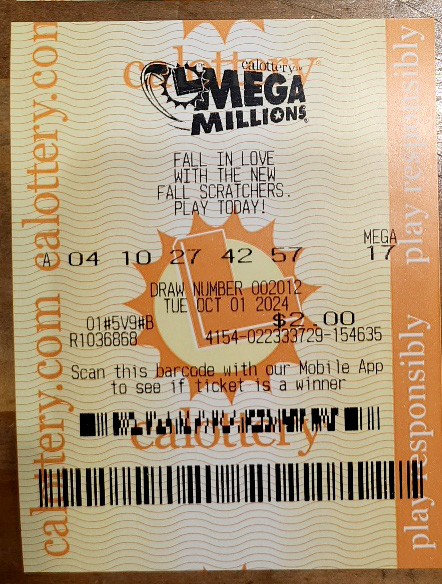 calottery
calottery
MEGA
MILLIONS
FALL IN LOVE
WITH THE NEW
FALL SCRATCHERS.
PLAY TODAY!
MEGA
A 04 10 27 42 57 17
DRAW NUMBER 002012
TUE OCT 01 2024
01#5V9#B $2.00
R1036868 4154-022333729-154635
Scan this barcode with our Mobile App
to see if ticket is a winner
calottery
calottery.com calottery.com
play responsibly play responsibly